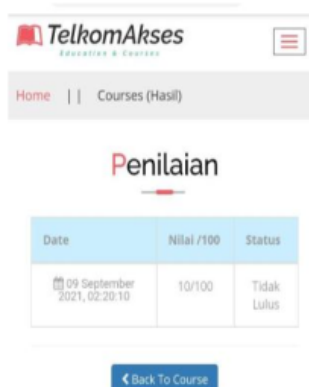 TelkomAkses
Education & Courses
Home || Courses (Hasil)
Penilaian
Date Nilai /100 Status
09 September 2021, 02:20:10 10/100 Tidak Lulus
Back To Course